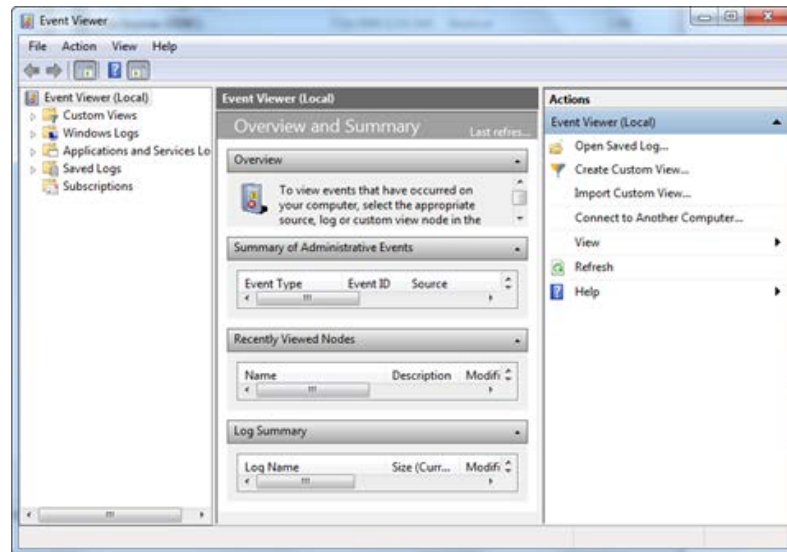 Event Viewer
File Action View Help
Event Viewer (Local)
Custom Views
Windows Logs
Applications and Services Lo
Saved Logs
Subscriptions
Event Viewer (Local)
Overview and Summary Last refres...
Overview
To view events that have occurred on
your computer, select the appropriate
source, log or custom view node in the
Summary of Administrative Events
Event Type Event ID Source
Recently Viewed Nodes
Name Description Modifi
Log Summary
Log Name Size (Curr... Modifi
Actions
Event Viewer (Local)
Open Saved Log...
Create Custom View...
Import Custom View...
Connect to Another Computer...
View
Refresh
Help